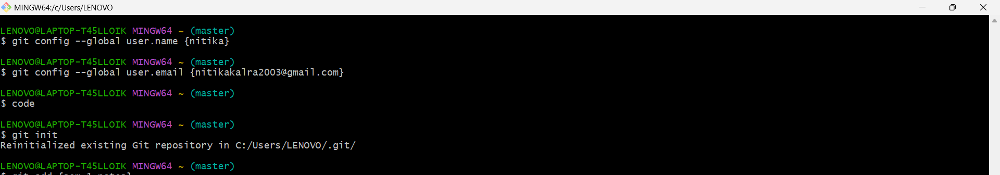 MINGW64:/c/Users/LENOVO
LENOVO@LAPTOP-T45LLOIK MINGW64 ~ (master)
$ git config --global user.name {nitika}
LENOVO@LAPTOP-T45LLOIK MINGW64 ~ (master)
$ git config --global user.email {nitikakalra2003@gmail.com}
LENOVO@LAPTOP-T45LLOIK MINGW64 ~ (master)
$ code
LENOVO@LAPTOP-T45LLOIK MINGW64 ~ (master)
$ git init
Reinitialized existing Git repository in C:/Users/LENOVO/.git/
LENOVO@LAPTOP-T45LLOIK MINGW64 ~ (master)
$ git add